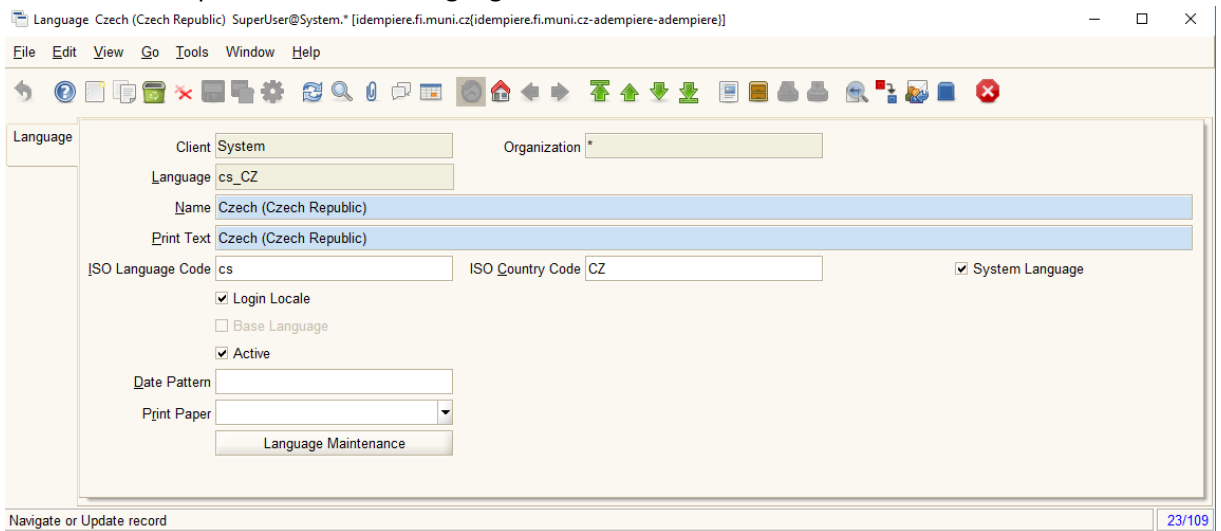 Language Czech (Czech Republic) SuperUser@System.* [idempiere.fi.muni.cz{idempiere.fi.muni.cz-adempiere-adempiere}]
File Edit View Go Tools Window Help
Language
Client System Organization *
Language cs_CZ
Name Czech (Czech Republic)
Print Text Czech (Czech Republic)
ISO Language Code cs ISO Country Code CZ System Language
Login Locale
Base Language
Active
Date Pattern
Print Paper
Language Maintenance
Navigate or Update record 23/109